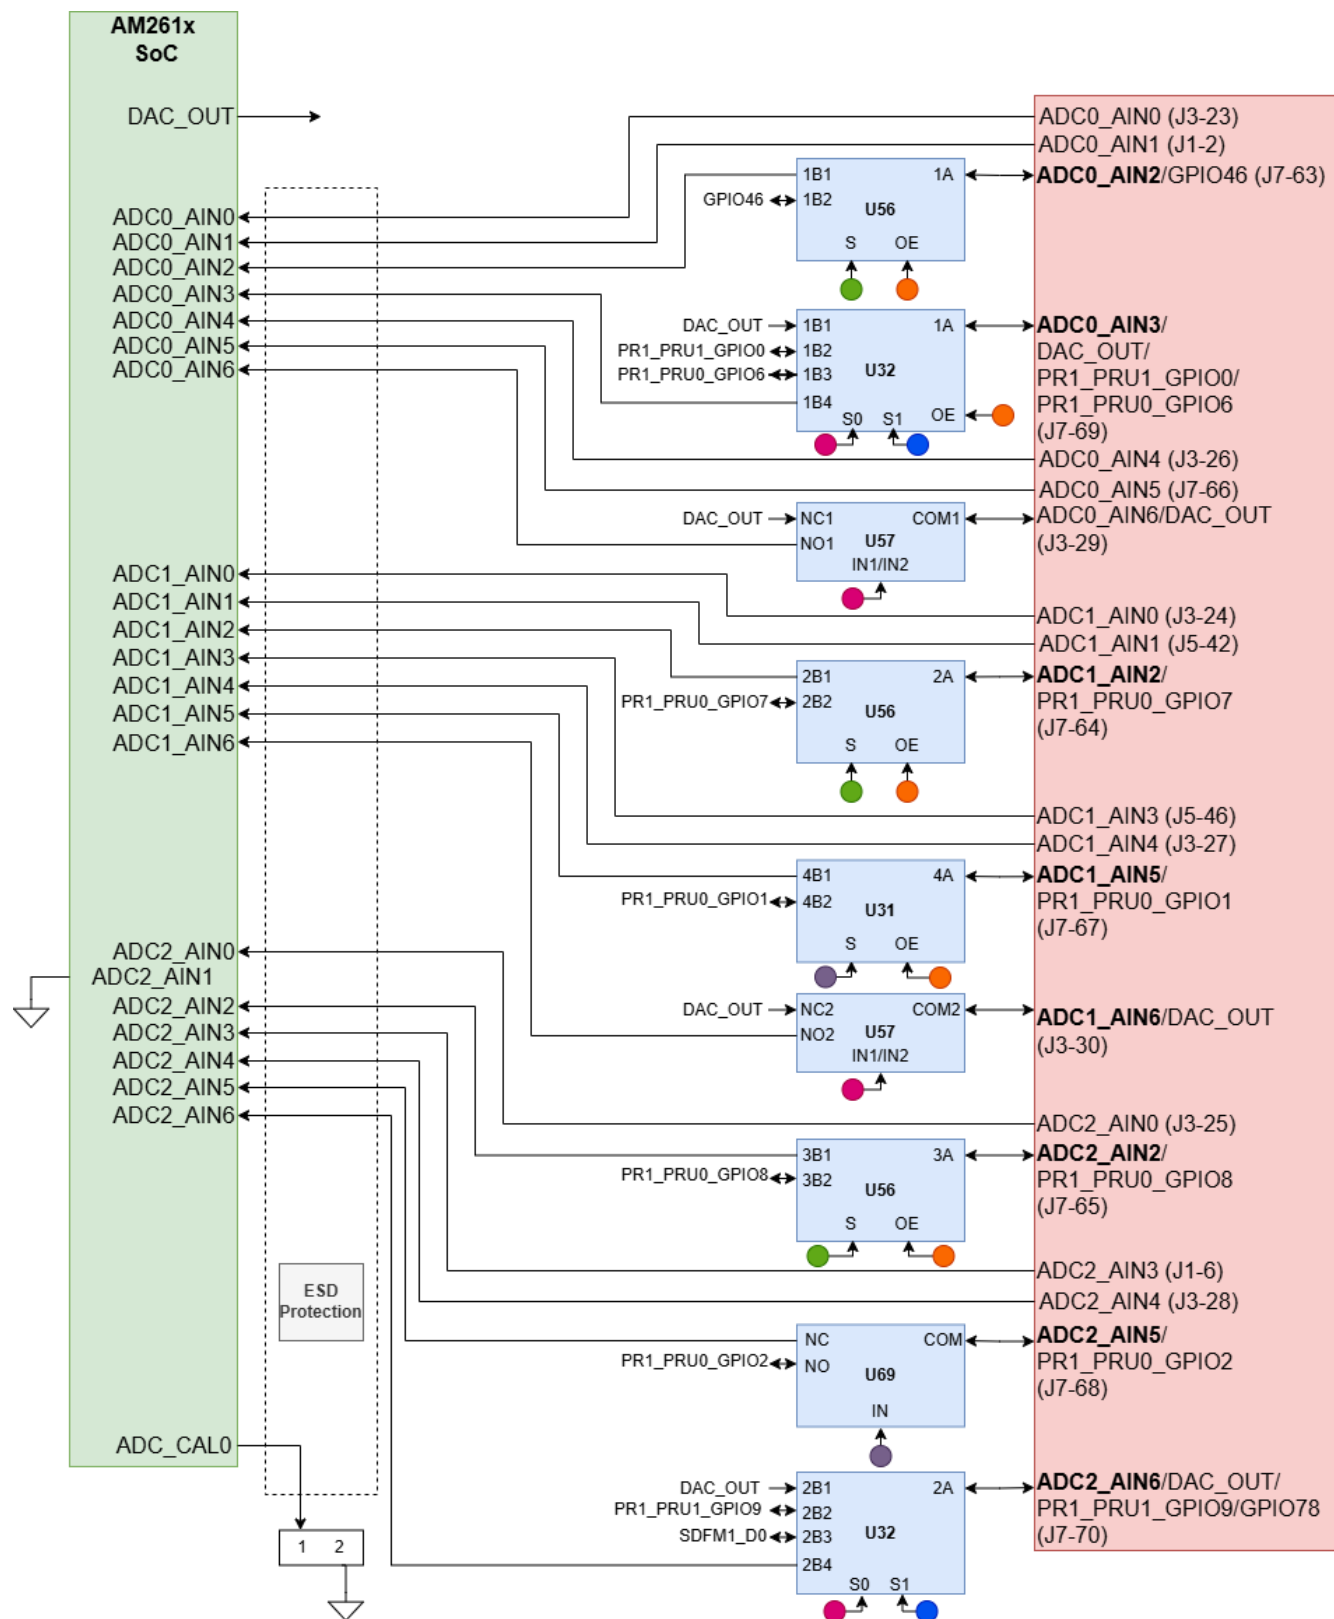 AM261x
SoC
DAC_OUT
ADC0_AIN0
ADC0_AIN1
ADC0_AIN2
ADC0_AIN3
ADC0_AIN4
ADC0_AIN5
ADC0_AIN6
ADC1_AIN0
ADC1_AIN1
ADC1_AIN2
ADC1_AIN3
ADC1_AIN4
ADC1_AIN5
ADC1_AIN6
ADC2_AIN0
ADC2_AIN1
ADC2_AIN2
ADC2_AIN3
ADC2_AIN4
ADC2_AIN5
ADC2_AIN6
ADC_CAL0
ESD
Protection
1 2
GPIO46
1B1 1A
1B2
U56
S OE
DAC_OUT
PR1_PRU1_GPIO0
PR1_PRU0_GPIO6
1B1 1A
1B2
1B3
U32
1B4
S0 S1 OE
DAC_OUT
NC1 COM1
NO1
U57
IN1/IN2
PR1_PRU0_GPIO7
2B1 2A
2B2
U56
S OE
PR1_PRU0_GPIO1
4B1 4A
4B2
U31
S OE
DAC_OUT
NC2 COM2
NO2
U57
IN1/IN2
PR1_PRU0_GPIO8
3B1 3A
3B2
U56
S OE
PR1_PRU0_GPIO2
NC COM
NO
U69
IN
DAC_OUT
PR1_PRU1_GPIO9
SDFM1_D0
2B1 2A
2B2
2B3
U32
2B4
S0 S1
ADC0_AIN0 (J3-23)
ADC0_AIN1 (J1-2)
ADC0_AIN2/GPIO46 (J7-63)
ADC0_AIN3/
DAC_OUT/
PR1_PRU1_GPIO0/
PR1_PRU0_GPIO6
(J7-69)
ADC0_AIN4 (J3-26)
ADC0_AIN5 (J7-66)
ADC0_AIN6/DAC_OUT
(J3-29)
ADC1_AIN0 (J3-24)
ADC1_AIN1 (J5-42)
ADC1_AIN2/
PR1_PRU0_GPIO7
(J7-64)
ADC1_AIN3 (J5-46)
ADC1_AIN4 (J3-27)
ADC1_AIN5/
PR1_PRU0_GPIO1
(J7-67)
ADC1_AIN6/DAC_OUT
(J3-30)
ADC2_AIN0 (J3-25)
ADC2_AIN2/
PR1_PRU0_GPIO8
(J7-65)
ADC2_AIN3 (J1-6)
ADC2_AIN4 (J3-28)
ADC2_AIN5/
PR1_PRU0_GPIO2
(J7-68)
ADC2_AIN6/DAC_OUT/
PR1_PRU1_GPIO9/GPIO78
(J7-70)